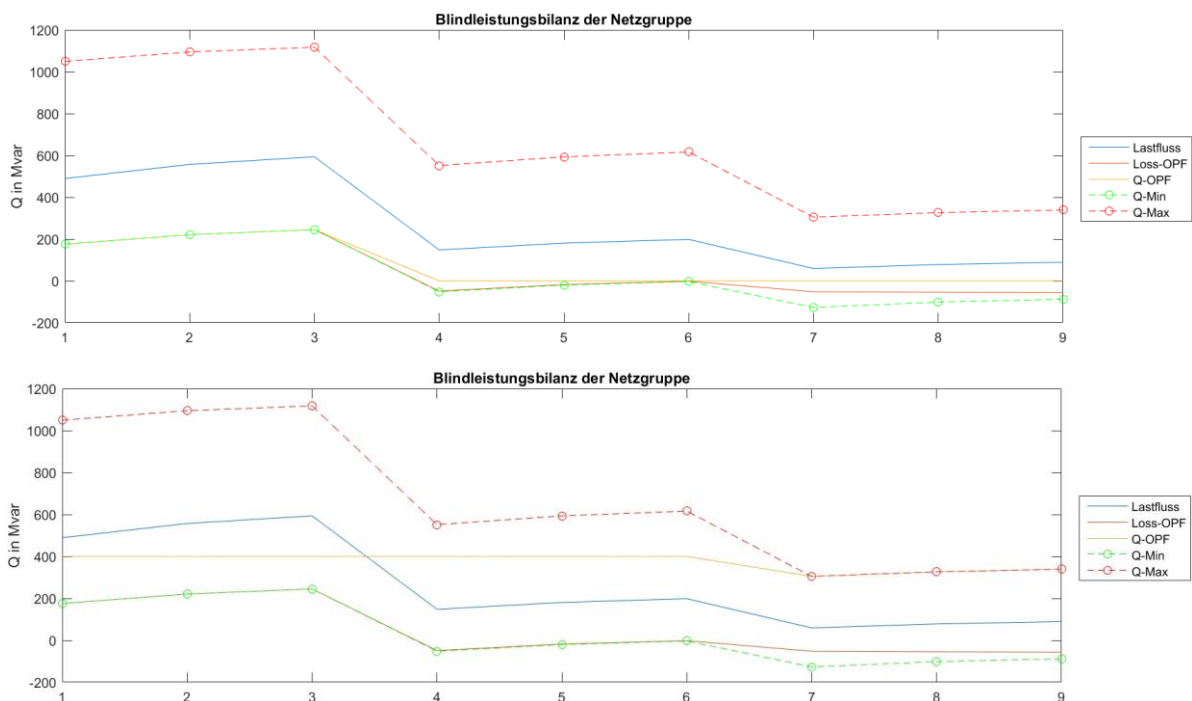 Blindleistungsbilanz der Netzgruppe
1200
1000
800
600
400
200
0
-200
Q in Mvar
1 2 3 4 5 6 7 8 9
Lastfluss
Loss-OPF
Q-OPF
Q-Min
Q-Max
Blindleistungsbilanz der Netzgruppe
1200
1000
800
600
400
200
0
-200
Q in Mvar
1 2 3 4 5 6 7 8 9
Lastfluss
Loss-OPF
Q-OPF
Q-Min
Q-Max